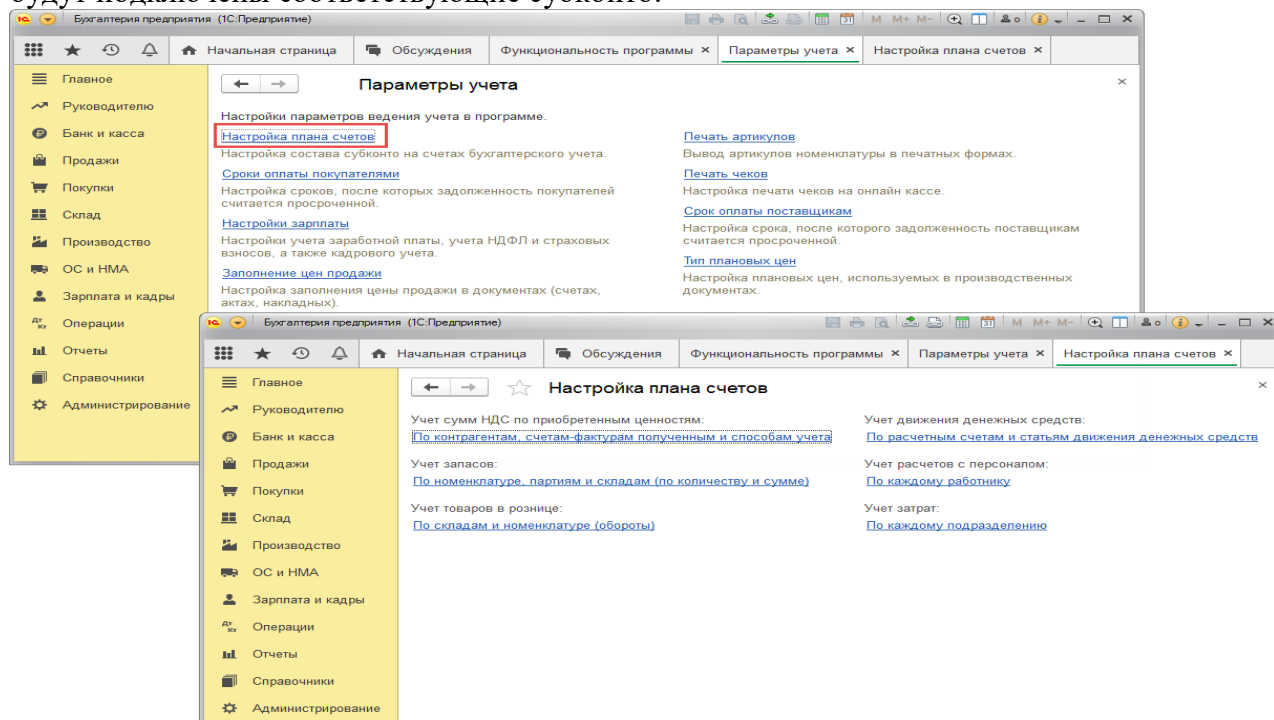 будут подключены соответствующие субконто.
1С Бухгалтерия предприятия (1С:Предприятие) M M+ M-
Начальная страница Обсуждения Функциональность программы × Параметры учета × Настройка плана счетов ×
Главное
Руководителю
Банк и касса
Продажи
Покупки
Склад
Производство
ОС и НМА
Зарплата и кадры
Дт Кт Операции
Отчеты
Справочники
Администрирование
Параметры учета
Настройки параметров ведения учета в программе.
Настройка плана счетов
Настройка состава субконто на счетах бухгалтерского учета.
Сроки оплаты покупателями
Настройка сроков, после которых задолженность покупателей
считается просроченной.
Настройки зарплаты
Настройки учета заработной платы, учета НДФЛ и страховых
взносов, а также кадрового учета.
Заполнение цен продажи
Настройка заполнения цены продажи в документах (счетах,
актах, накладных).
Печать артикулов
Вывод артикулов номенклатуры в печатных формах.
Печать чеков
Настройка печати чеков на онлайн кассе.
Срок оплаты поставщикам
Настройка срока, после которого задолженность поставщикам
считается просроченной.
Тип плановых цен
Настройка плановых цен, используемых в производственных
документах.
1С Бухгалтерия предприятия (1С:Предприятие) M M+ M-
Начальная страница Обсуждения Функциональность программы × Параметры учета × Настройка плана счетов ×
Главное
Руководителю
Банк и касса
Продажи
Покупки
Склад
Производство
ОС и НМА
Зарплата и кадры
Дт Кт Операции
Отчеты
Справочники
Администрирование
Настройка плана счетов
Учет сумм НДС по приобретенным ценностям:
По контрагентам, счетам-фактурам полученным и способам учета
Учет запасов:
По номенклатуре, партиям и складам (по количеству и сумме)
Учет товаров в рознице:
По складам и номенклатуре (обороты)
Учет движения денежных средств:
По расчетным счетам и статьям движения денежных средств
Учет расчетов с персоналом:
По каждому работнику
Учет затрат:
По каждому подразделению